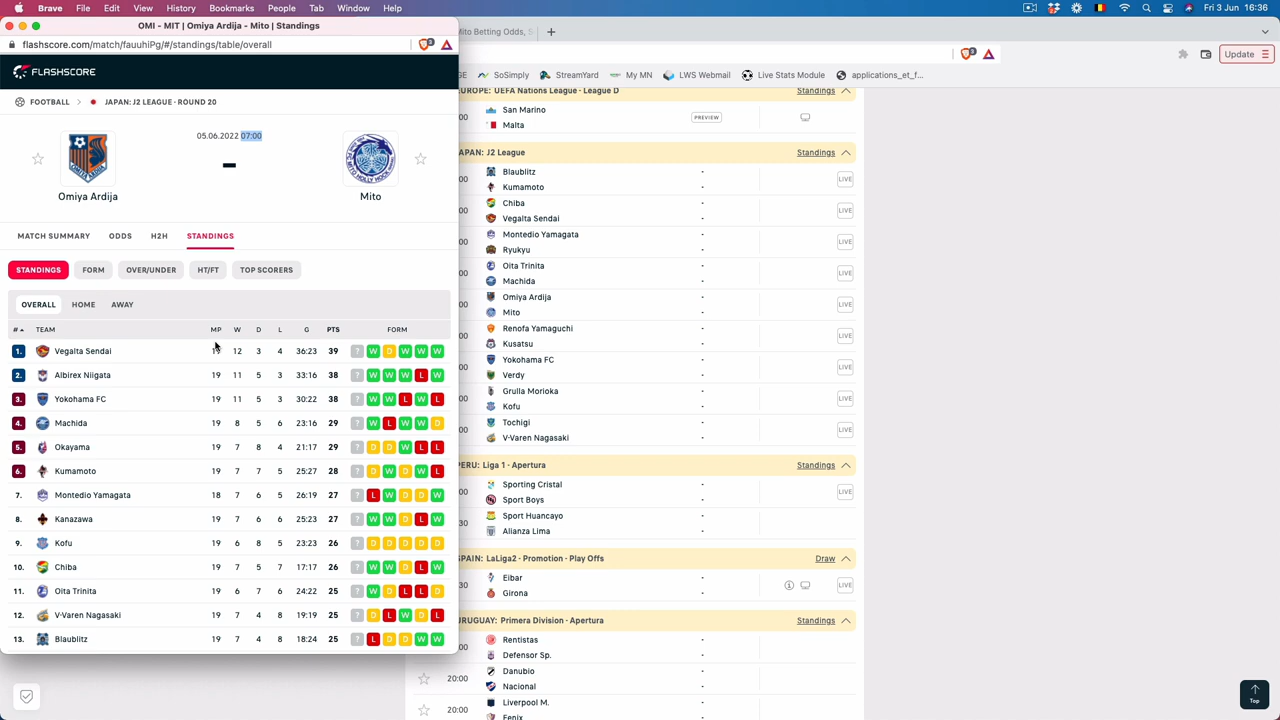 OMI - MIT | Omiya Ardija - Mito | Standings
Fri 3 Jun 16:36
flashscore.com/match/fauuhiPg/#/standings/table/overall
Mito Betting Odds,
Update
SoSimply
StreamYard
My MN
LWS Webmail
Live Stats Module
applications_et_f...
FLASHSCORE
FOOTBALL
JAPAN: J2 LEAGUE - ROUND 20
05.06.2022 07:00
-
Omiya Ardija
Mito
MATCH SUMMARY
ODDS
H2H
STANDINGS
STANDINGS
FORM
OVER/UNDER
HT/FT
TOP SCORERS
OVERALL
HOME
AWAY
# TEAM MP W D L G PTS FORM
1. Vegalta Sendai 19 12 3 4 36:23 39 ? W D W W W
2. Albirex Niigata 19 11 5 3 33:16 38 ? W W W L W
3. Yokohama FC 19 11 5 3 30:22 38 ? W W L W L
4. Machida 19 8 5 6 23:16 29 ? W L W W D
5. Okayama 19 7 8 4 21:17 29 ? D D W L L
6. Kumamoto 19 7 7 5 25:27 28 ? D W D W L
7. Montedio Yamagata 18 7 6 5 26:19 27 ? L W D D W
8. Kanazawa 19 7 6 6 25:23 27 ? W W D L W
9. Kofu 19 6 8 5 23:23 26 ? D D D D D
10. Chiba 19 7 5 7 17:17 26 ? W W D L W
11. Oita Trinita 19 6 7 6 24:22 25 ? W D L L D
12. V-Varen Nagasaki 19 7 4 8 19:19 25 ? D L W D L
13. Blaublitz 19 7 4 8 18:24 25 ? L D D W W
EUROPE: UEFA Nations League - League D Standings
San Marino
Malta
PREVIEW
JAPAN: J2 League Standings
Blaublitz -
Kumamoto -
LIVE
Chiba -
Vegalta Sendai -
LIVE
Montedio Yamagata -
Ryukyu -
LIVE
Oita Trinita -
Machida -
LIVE
Omiya Ardija -
Mito -
LIVE
Renofa Yamaguchi -
Kusatsu -
LIVE
Yokohama FC -
Verdy -
LIVE
Grulla Morioka -
Kofu -
LIVE
Tochigi -
V-Varen Nagasaki -
LIVE
PERU: Liga 1 - Apertura Standings
Sporting Cristal -
Sport Boys -
LIVE
Sport Huancayo -
Alianza Lima -
SPAIN: LaLiga2 - Promotion - Play Offs Draw
Eibar -
Girona -
LIVE
URUGUAY: Primera Division - Apertura Standings
Rentistas -
Defensor Sp. -
20:00
Danubio -
Nacional -
20:00
Liverpool M. -
Fenix -
Top